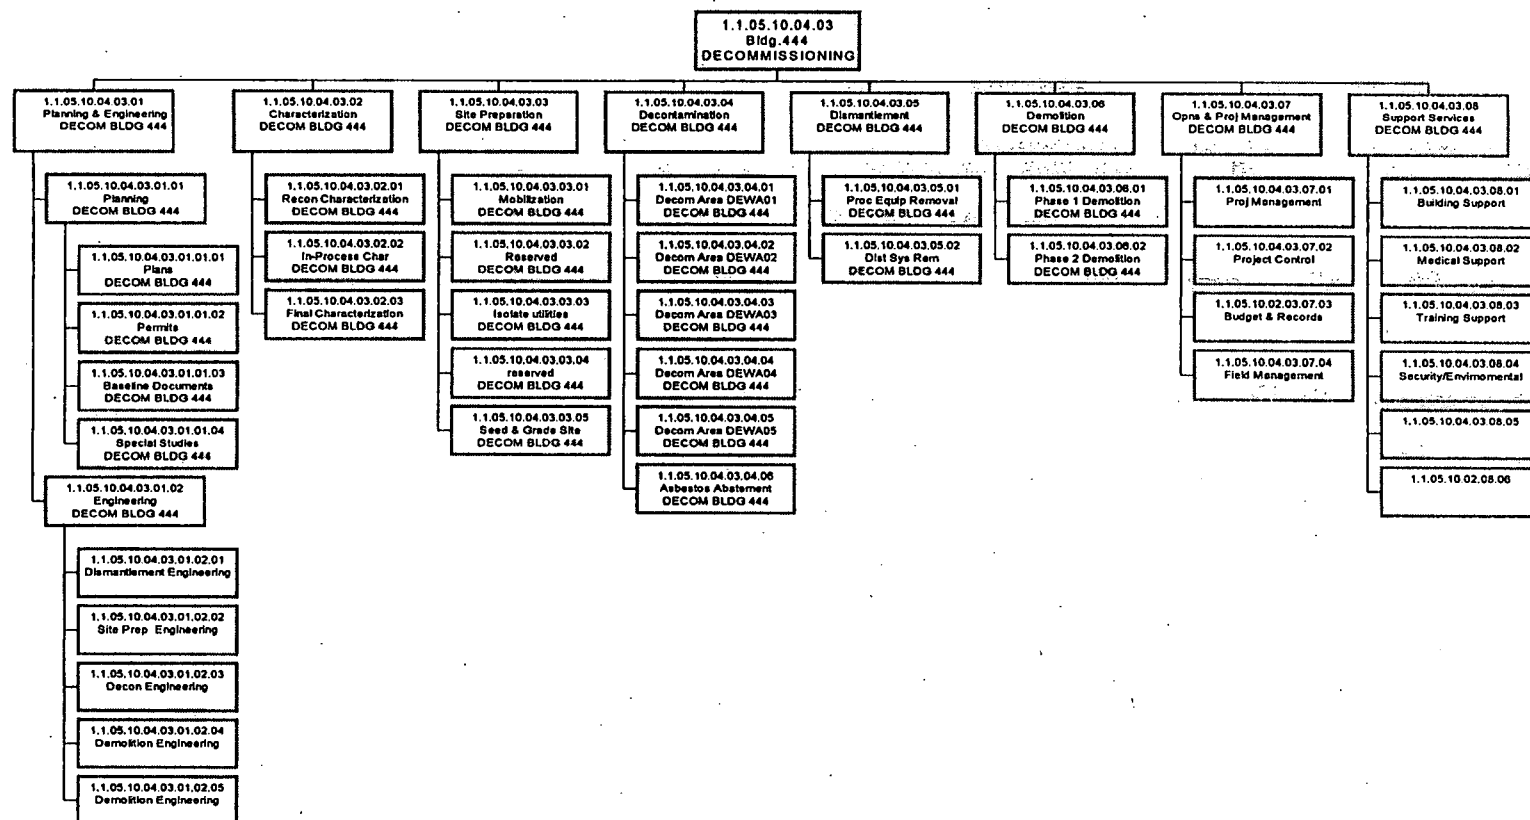 1.1.05.10.04.03
Bldg.444
DECOMMISSIONING
1.1.05.10.04.03.01
Planning & Engineering
DECOM BLDG 444
1.1.05.10.04.03.02
Characterization
DECOM BLDG 444
1.1.05.10.04.03.03
Site Preparation
DECOM BLDG 444
1.1.05.10.04.03.04
Decontamination
DECOM BLDG 444
1.1.05.10.04.03.05
Dismantlement
DECOM BLDG 444
1.1.05.10.04.03.06
Demolition
DECOM BLDG 444
1.1.05.10.04.03.07
Opns & Proj Management
DECOM BLDG 444
1.1.05.10.04.03.08
Support Services
DECOM BLDG 444
1.1.05.10.04.03.01.01
Planning
DECOM BLDG 444
1.1.05.10.04.03.01.01.01
Plans
DECOM BLDG 444
1.1.05.10.04.03.01.01.02
Permits
DECOM BLDG 444
1.1.05.10.04.03.01.01.03
Baseline Documents
DECOM BLDG 444
1.1.05.10.04.03.01.01.04
Special Studies
DECOM BLDG 444
1.1.05.10.04.03.01.02
Engineering
DECOM BLDG 444
1.1.05.10.04.03.01.02.01
Dismantlement Engineering
1.1.05.10.04.03.01.02.02
Site Prep Engineering
1.1.05.10.04.03.01.02.03
Decon Engineering
1.1.05.10.04.03.01.02.04
Demolition Engineering
1.1.05.10.04.03.01.02.05
Demolition Engineering
1.1.05.10.04.03.02.01
Recon Characterization
DECOM BLDG 444
1.1.05.10.04.03.02.02
In-Process Char
DECOM BLDG 444
1.1.05.10.04.03.02.03
Final Characterization
DECOM BLDG 444
1.1.05.10.04.03.03.01
Mobilization
DECOM BLDG 444
1.1.05.10.04.03.03.02
Reserved
DECOM BLDG 444
1.1.05.10.04.03.03.03
Isolate utilities
DECOM BLDG 444
1.1.05.10.04.03.03.04
reserved
DECOM BLDG 444
1.1.05.10.04.03.03.05
Seed & Grade Site
DECOM BLDG 444
1.1.05.10.04.03.04.01
Decom Area DEWA01
DECOM BLDG 444
1.1.05.10.04.03.04.02
Decom Area DEWA02
DECOM BLDG 444
1.1.05.10.04.03.04.03
Decom Area DEWA03
DECOM BLDG 444
1.1.05.10.04.03.04.04
Decom Area DEWA04
DECOM BLDG 444
1.1.05.10.04.03.04.05
Decom Area DEWA05
DECOM BLDG 444
1.1.05.10.04.03.04.06
Asbestos Abatement
DECOM BLDG 444
1.1.05.10.04.03.05.01
Proc Equip Removal
DECOM BLDG 444
1.1.05.10.04.03.05.02
Dist Sys Rem
DECOM BLDG 444
1.1.05.10.04.03.06.01
Phase 1 Demolition
DECOM BLDG 444
1.1.05.10.04.03.06.02
Phase 2 Demolition
DECOM BLDG 444
1.1.05.10.04.03.07.01
Proj Management
1.1.05.10.04.03.07.02
Project Control
1.1.05.10.02.03.07.03
Budget & Records
1.1.05.10.04.03.07.04
Field Management
1.1.05.10.04.03.08.01
Building Support
1.1.05.10.04.03.08.02
Medical Support
1.1.05.10.04.03.08.03
Training Support
1.1.05.10.04.03.08.04
Security/Enviromental
1.1.05.10.04.03.08.05
1.1.05.10.02.08.06